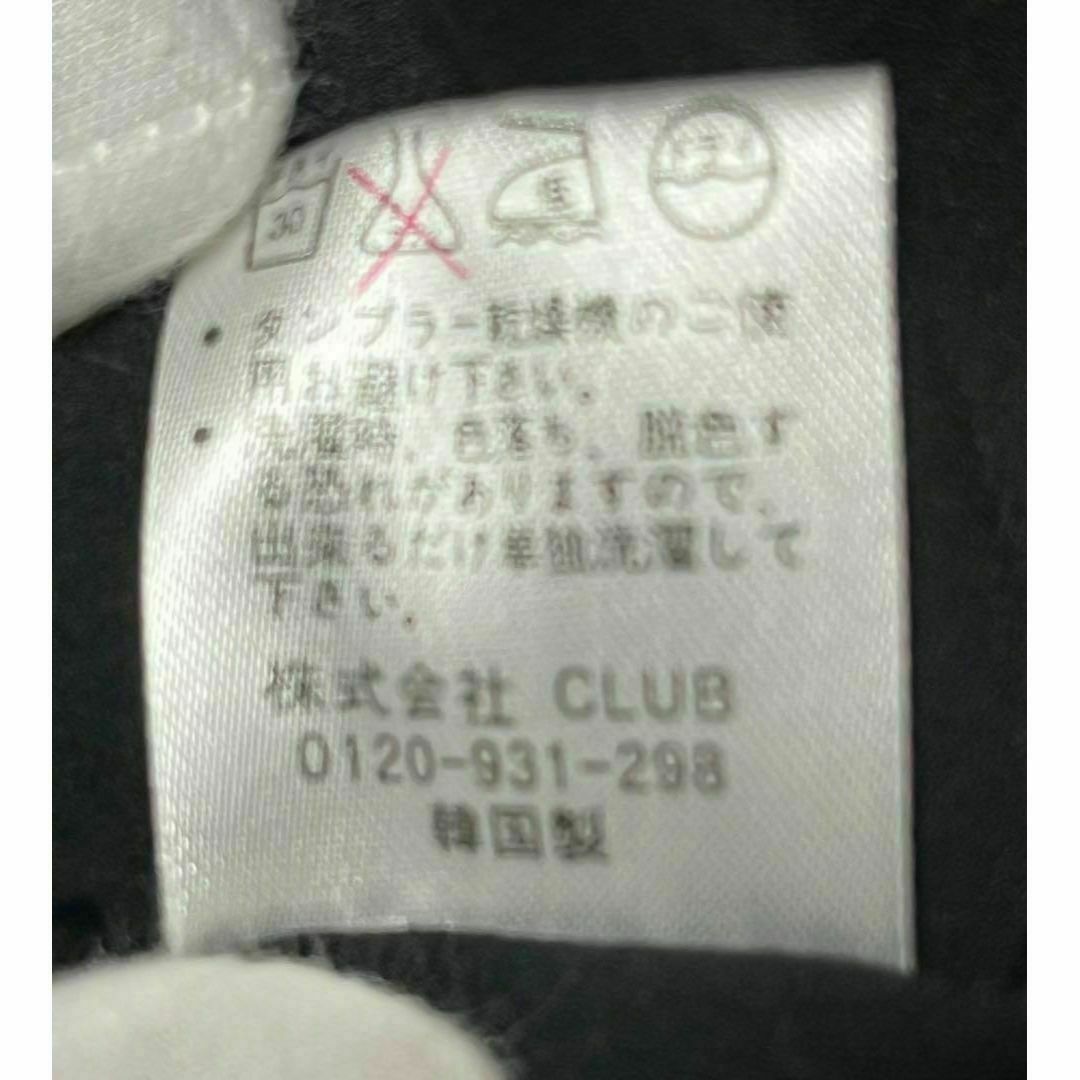 30
・タンブラー乾燥機のご使
用お避け下さい。
・洗濯時、色落ち、脱色す
る恐れがありますので、
出来るだけ単独洗濯して
下さい。
株式会社 CLUB
0120-931-298
韓国製